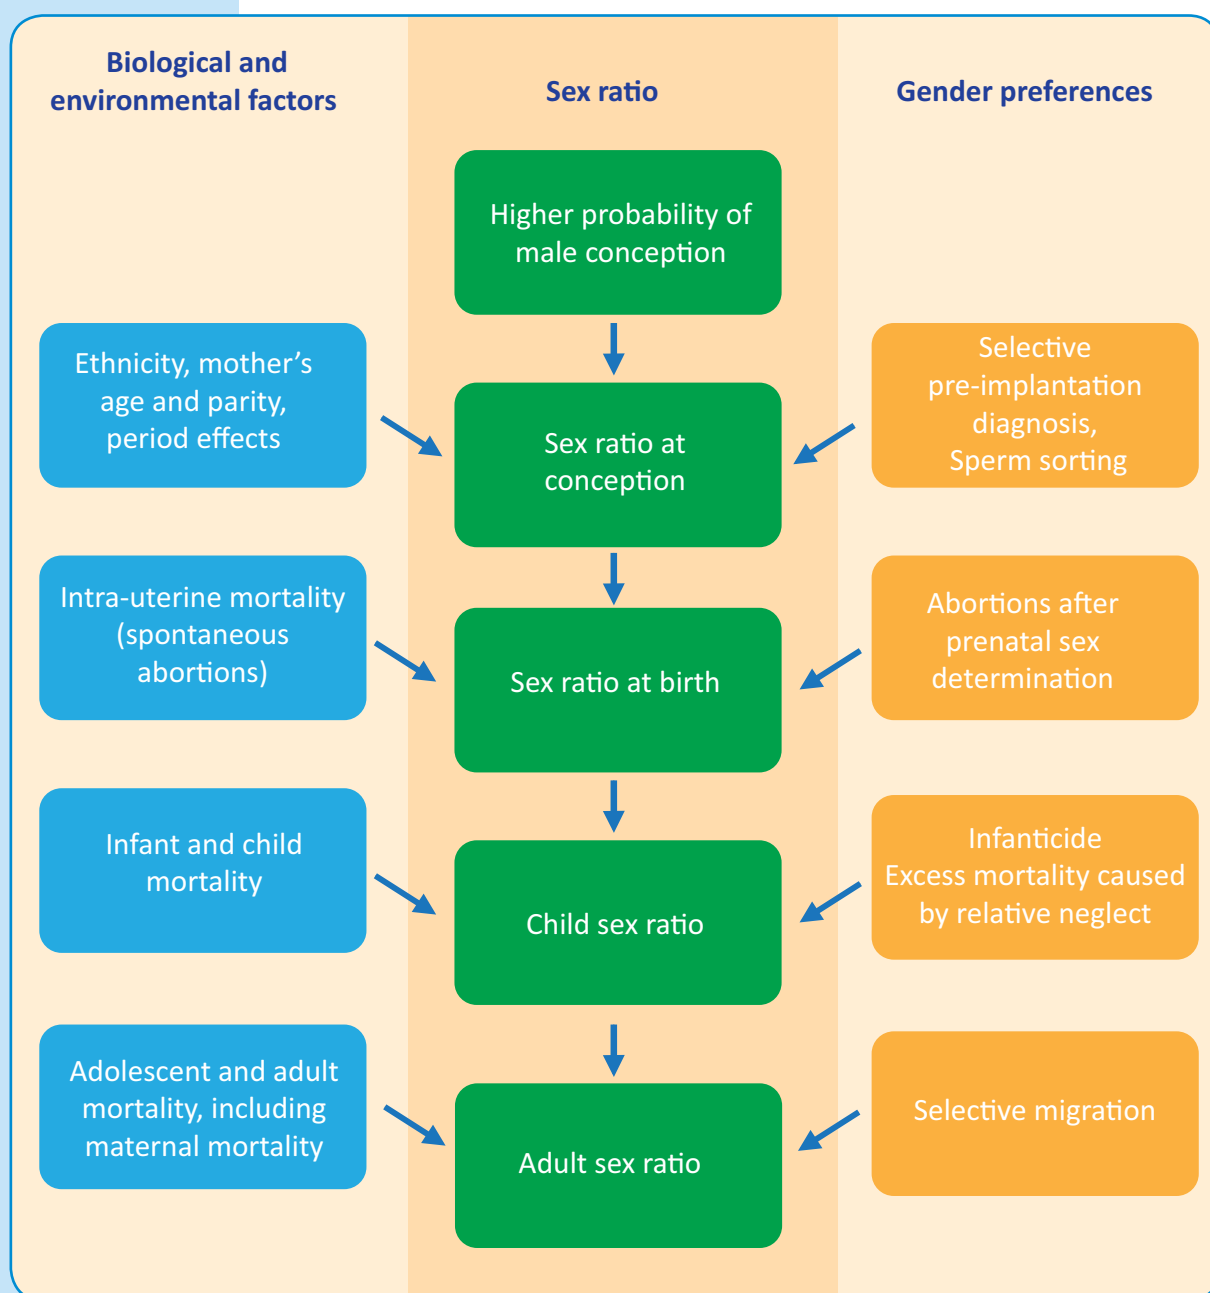 Biological and
environmental factors
Sex ratio
Gender preferences
Higher probability of
male conception
Ethnicity, mother’s
age and parity,
period effects
Sex ratio at
conception
Selective
pre-implantation
diagnosis,
Sperm sorting
Intra-uterine mortality
(spontaneous
abortions)
Sex ratio at birth
Abortions after
prenatal sex
determination
Infant and child
mortality
Child sex ratio
Infanticide
Excess mortality caused
by relative neglect
Adolescent and adult
mortality, including
maternal mortality
Adult sex ratio
Selective migration